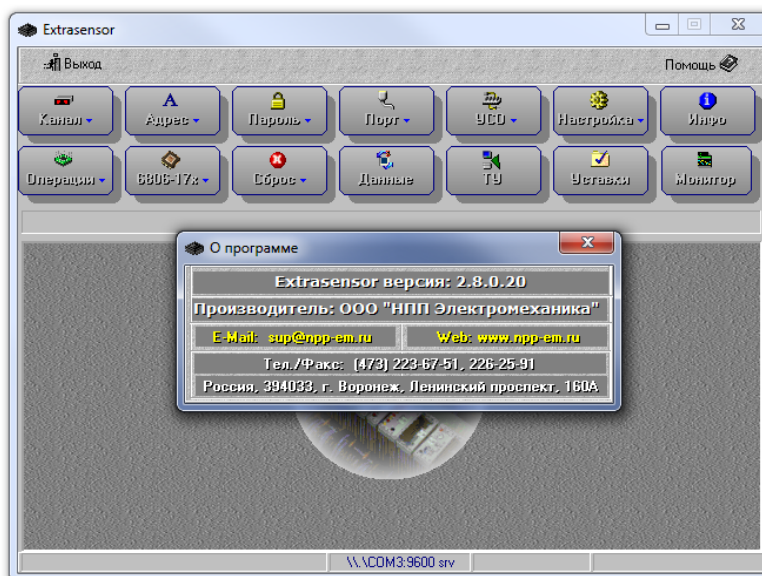 Extrasensor
Выход Помощь
Канал Адрес Пароль Порт УСО Настройка Инфо
Операции 6806-17x Сброс Данные ТУ Уставки Монитор
О программе
Extrasensor версия: 2.8.0.20
Производитель: ООО "НПП Электромеханика"
E-Mail: sup@npp-em.ru Web: www.npp-em.ru
Тел./Факс: (473) 223-67-51, 226-25-91
Россия, 394033, г. Воронеж, Ленинский проспект, 160А
\\.\COM3:9600 srv